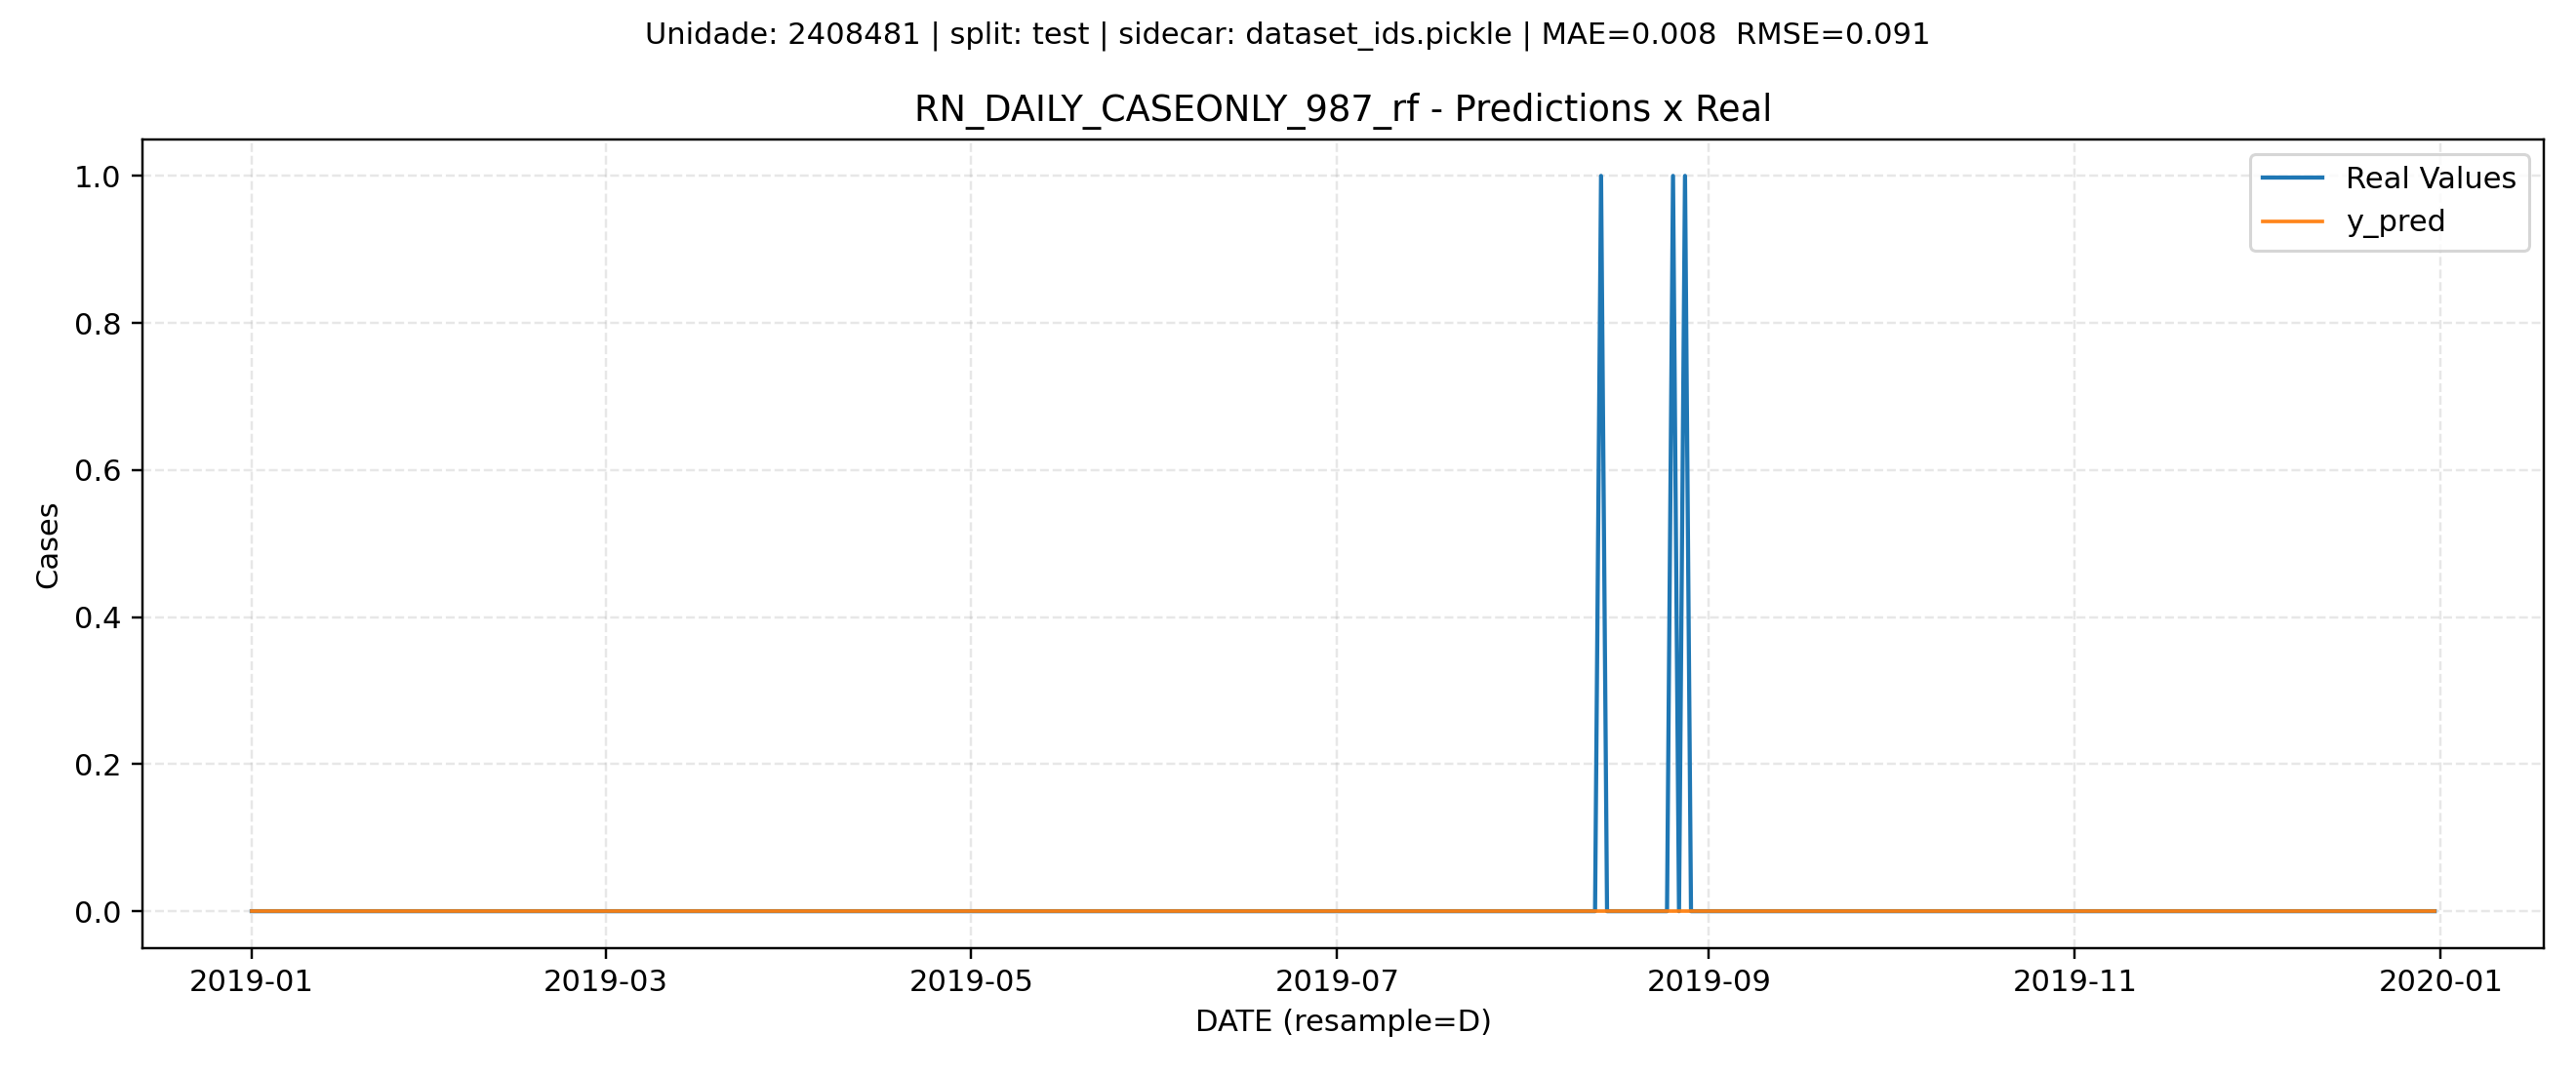 Unidade: 2408481 | split: test | sidecar: dataset_ids.pickle | MAE=0.008  RMSE=0.091
RN_DAILY_CASEONLY_987_rf - Predictions x Real
Real Values
y_pred
1.0
0.8
0.6
0.4
0.2
0.0
Cases
2019-01 2019-03 2019-05 2019-07 2019-09 2019-11 2020-01
DATE (resample=D)